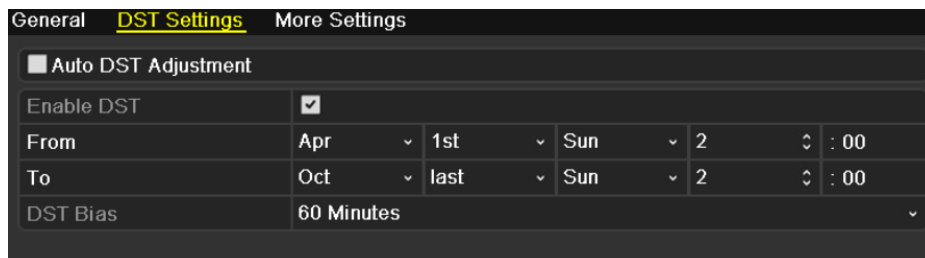 General DST Settings More Settings
Auto DST Adjustment
Enable DST
From Apr 1st Sun 2 : 00
To Oct last Sun 2 : 00
DST Bias 60 Minutes